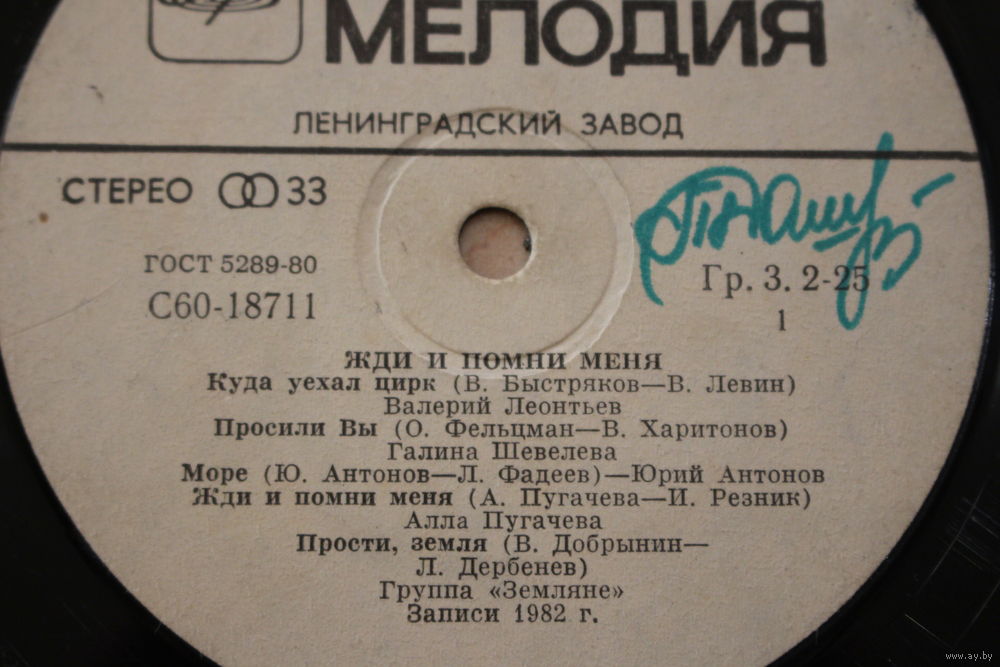 МЕЛОДИЯ
ЛЕНИНГРАДСКИЙ ЗАВОД
СТЕРЕО 33
ГОСТ 5289-80
Гр. 3. 2-25
С60-18711
1
ЖДИ И ПОМНИ МЕНЯ
Куда уехал цирк (В. Быстряков—В. Левин)
Валерий Леонтьев
Просили Вы (О. Фельцман—В. Харитонов)
Галина Шевелева
Море (Ю. Антонов—Л. Фадеев)—Юрий Антонов
Жди и помни меня (А. Пугачева—И. Резник)
Алла Пугачева
Прости, земля (В. Добрынин—
Л. Дербенев)
Группа «Земляне»
Записи 1982 г.
www.ay.by